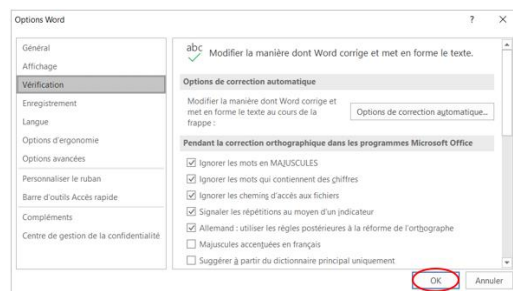 Options Word
?
×
Général
Affichage
Vérification
Enregistrement
Langue
Options d'ergonomie
Options avancées
Personnaliser le ruban
Barre d'outils Accès rapide
Compléments
Centre de gestion de la confidentialité
abc
Modifier la manière dont Word corrige et met en forme le texte.
Options de correction automatique
Modifier la manière dont Word corrige et
met en forme le texte au cours de la
frappe :
Options de correction automatique...
Pendant la correction orthographique dans les programmes Microsoft Office
Ignorer les mots en MAJUSCULES
Ignorer les mots qui contiennent des chiffres
Ignorer les chemins d'accès aux fichiers
Signaler les répétitions au moyen d'un indicateur
Allemand : utiliser les règles postérieures à la réforme de l'orthographe
Majuscules accentuées en français
Suggérer à partir du dictionnaire principal uniquement
OK
Annuler